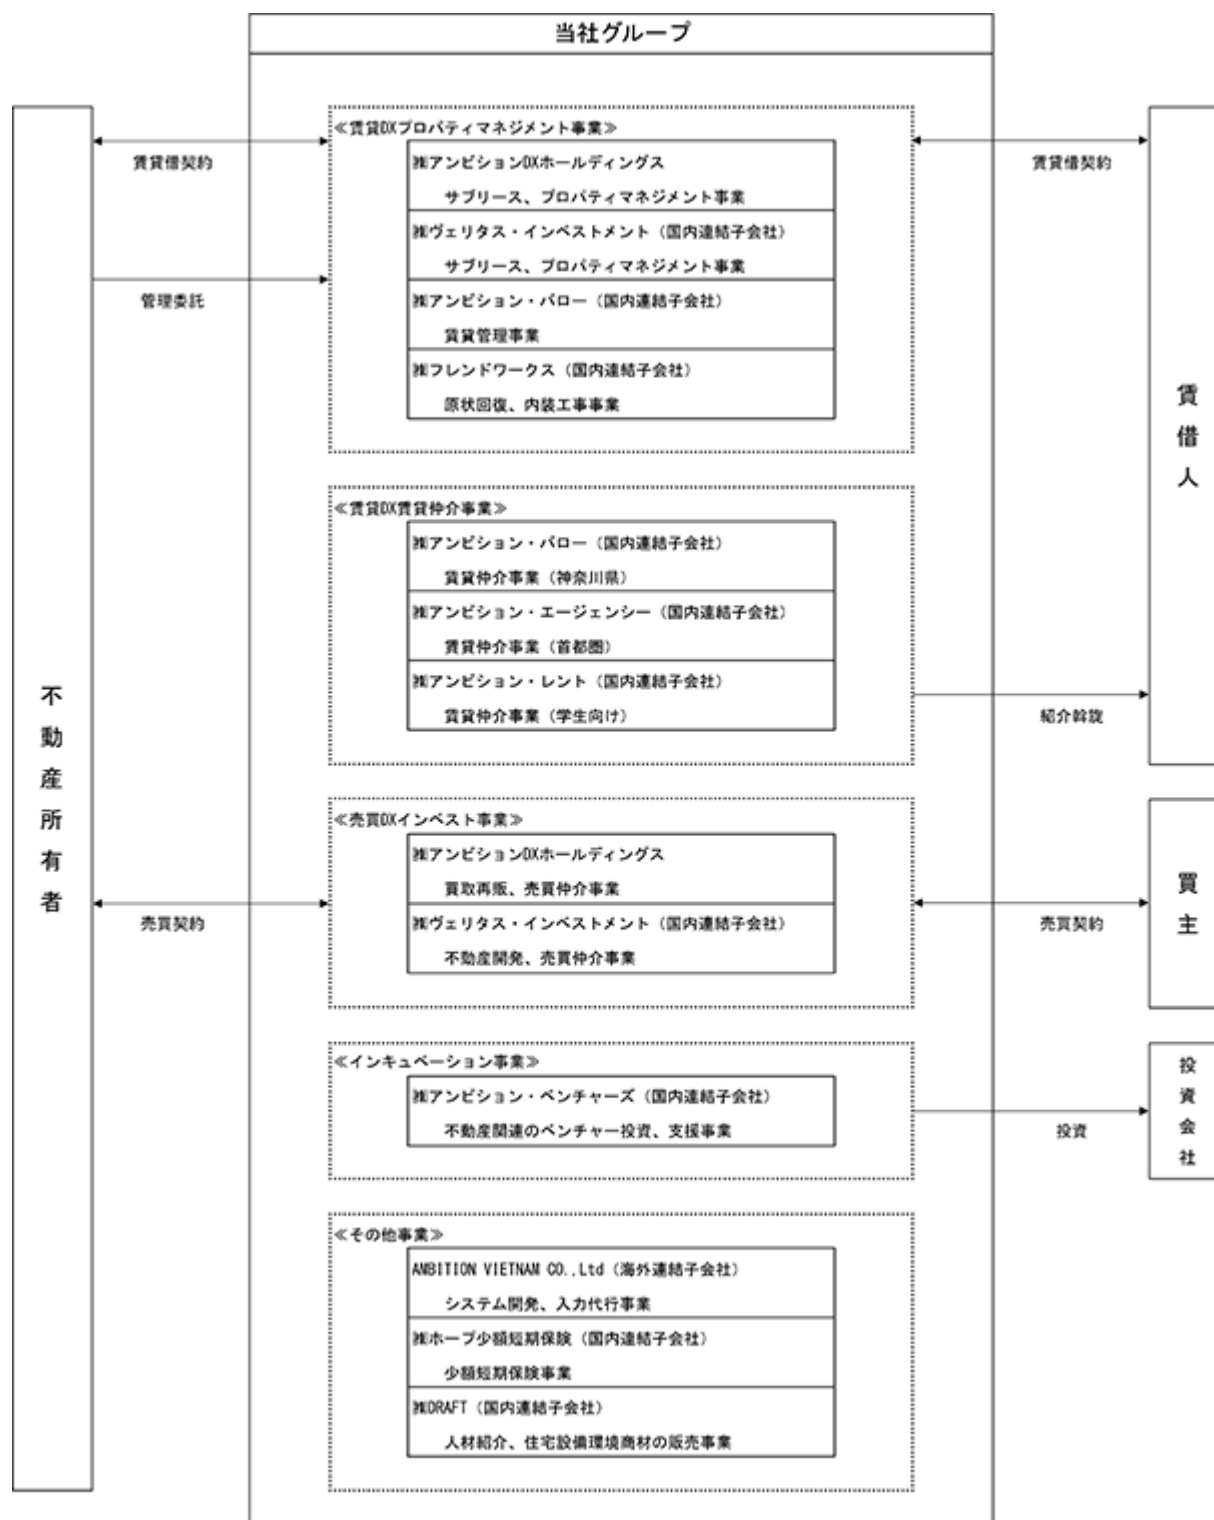 当社グループ
≪賃貸DXプロパティマネジメント事業≫
賃貸借契約
賃貸借契約
㈱アンビションDXホールディングス
サブリース、プロパティマネジメント事業
㈱ヴェリタス・インベストメント（国内連結子会社）
サブリース、プロパティマネジメント事業
管理委託
㈱アンビション・バロー（国内連結子会社）
賃貸管理事業
㈱フレンドワークス（国内連結子会社）
原状回復、内装工事事業
賃借人
≪賃貸DX賃貸仲介事業≫
㈱アンビション・バロー（国内連結子会社）
賃貸仲介事業（神奈川県）
㈱アンビション・エージェンシー（国内連結子会社）
賃貸仲介事業（首都圏）
㈱アンビション・レント（国内連結子会社）
賃貸仲介事業（学生向け）
紹介斡旋
不動産所有者
≪売買DXインベスト事業≫
㈱アンビションDXホールディングス
買取再販、売買仲介事業
㈱ヴェリタス・インベストメント（国内連結子会社）
不動産開発、売買仲介事業
売買契約
売買契約
買主
≪インキュベーション事業≫
㈱アンビション・ベンチャーズ（国内連結子会社）
不動産関連のベンチャー投資、支援事業
投資
投資会社
≪その他事業≫
AMBITION VIETNAM CO.,Ltd（海外連結子会社）
システム開発、入力代行事業
㈱ホープ少額短期保険（国内連結子会社）
少額短期保険事業
㈱DRAFT（国内連結子会社）
人材紹介、住宅設備環境商材の販売事業